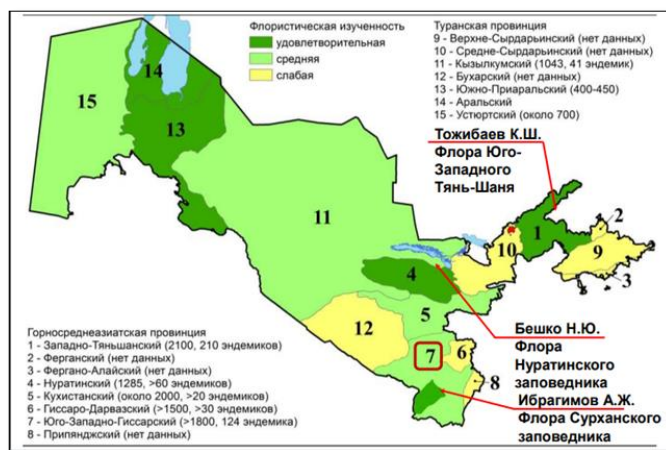 Флористическая изученность
удовлетворительная
средняя
слабая
Туранская провинция
9 - Верхне-Сырдарьинский (нет данных)
10 - Средне-Сырдарьинский (нет данных)
11 - Кызылкумский (1043, 41 эндемик)
12 - Бухарский (нет данных)
13 - Южно-Приаральский (400-450)
14 - Аральский
15 - Устюртский (около 700)
Тожибаев К.Ш.
Флора Юго-
Западного
Тянь-Шаня
14
15
13
11
10
1
2
9
3
4
5
12
7
6
8
Бешко Н.Ю.
Флора
Нуратинского
заповедника
Ибрагимов А.Ж.
Флора Сурханского
заповедника
Горносреднеазиатская провинция
1 - Западно-Тяньшанский (2100, 210 эндемиков)
2 - Ферганский (нет данных)
3 - Фергано-Алайский (нет данных)
4 - Нуратинский (1285, >60 эндемиков)
5 - Кухистанский (около 2000, >20 эндемиков)
6 - Гиссаро-Дарвазский (>1500, >30 эндемиков)
7 - Юго-Западно-Гиссарский (>1800, 124 эндемика)
8 - Припянджский (нет данных)